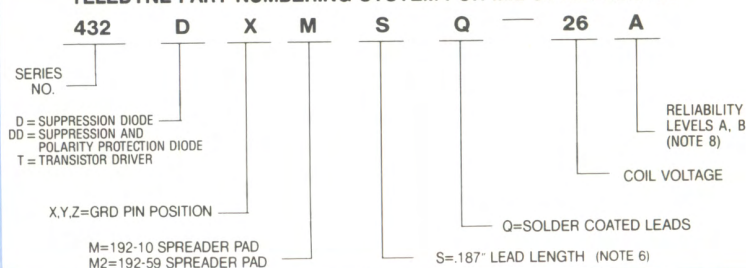 432 D X M S Q — 26 A
SERIES
NO.
D = SUPPRESSION DIODE
DD = SUPPRESSION AND
POLARITY PROTECTION DIODE
T = TRANSISTOR DRIVER
RELIABILITY
LEVELS A, B
(NOTE 8)
COIL VOLTAGE
X,Y,Z=GRD PIN POSITION
Q=SOLDER COATED LEADS
M=192-10 SPREADER PAD
M2=192-59 SPREADER PAD
S=.187" LEAD LENGTH (NOTE 6)